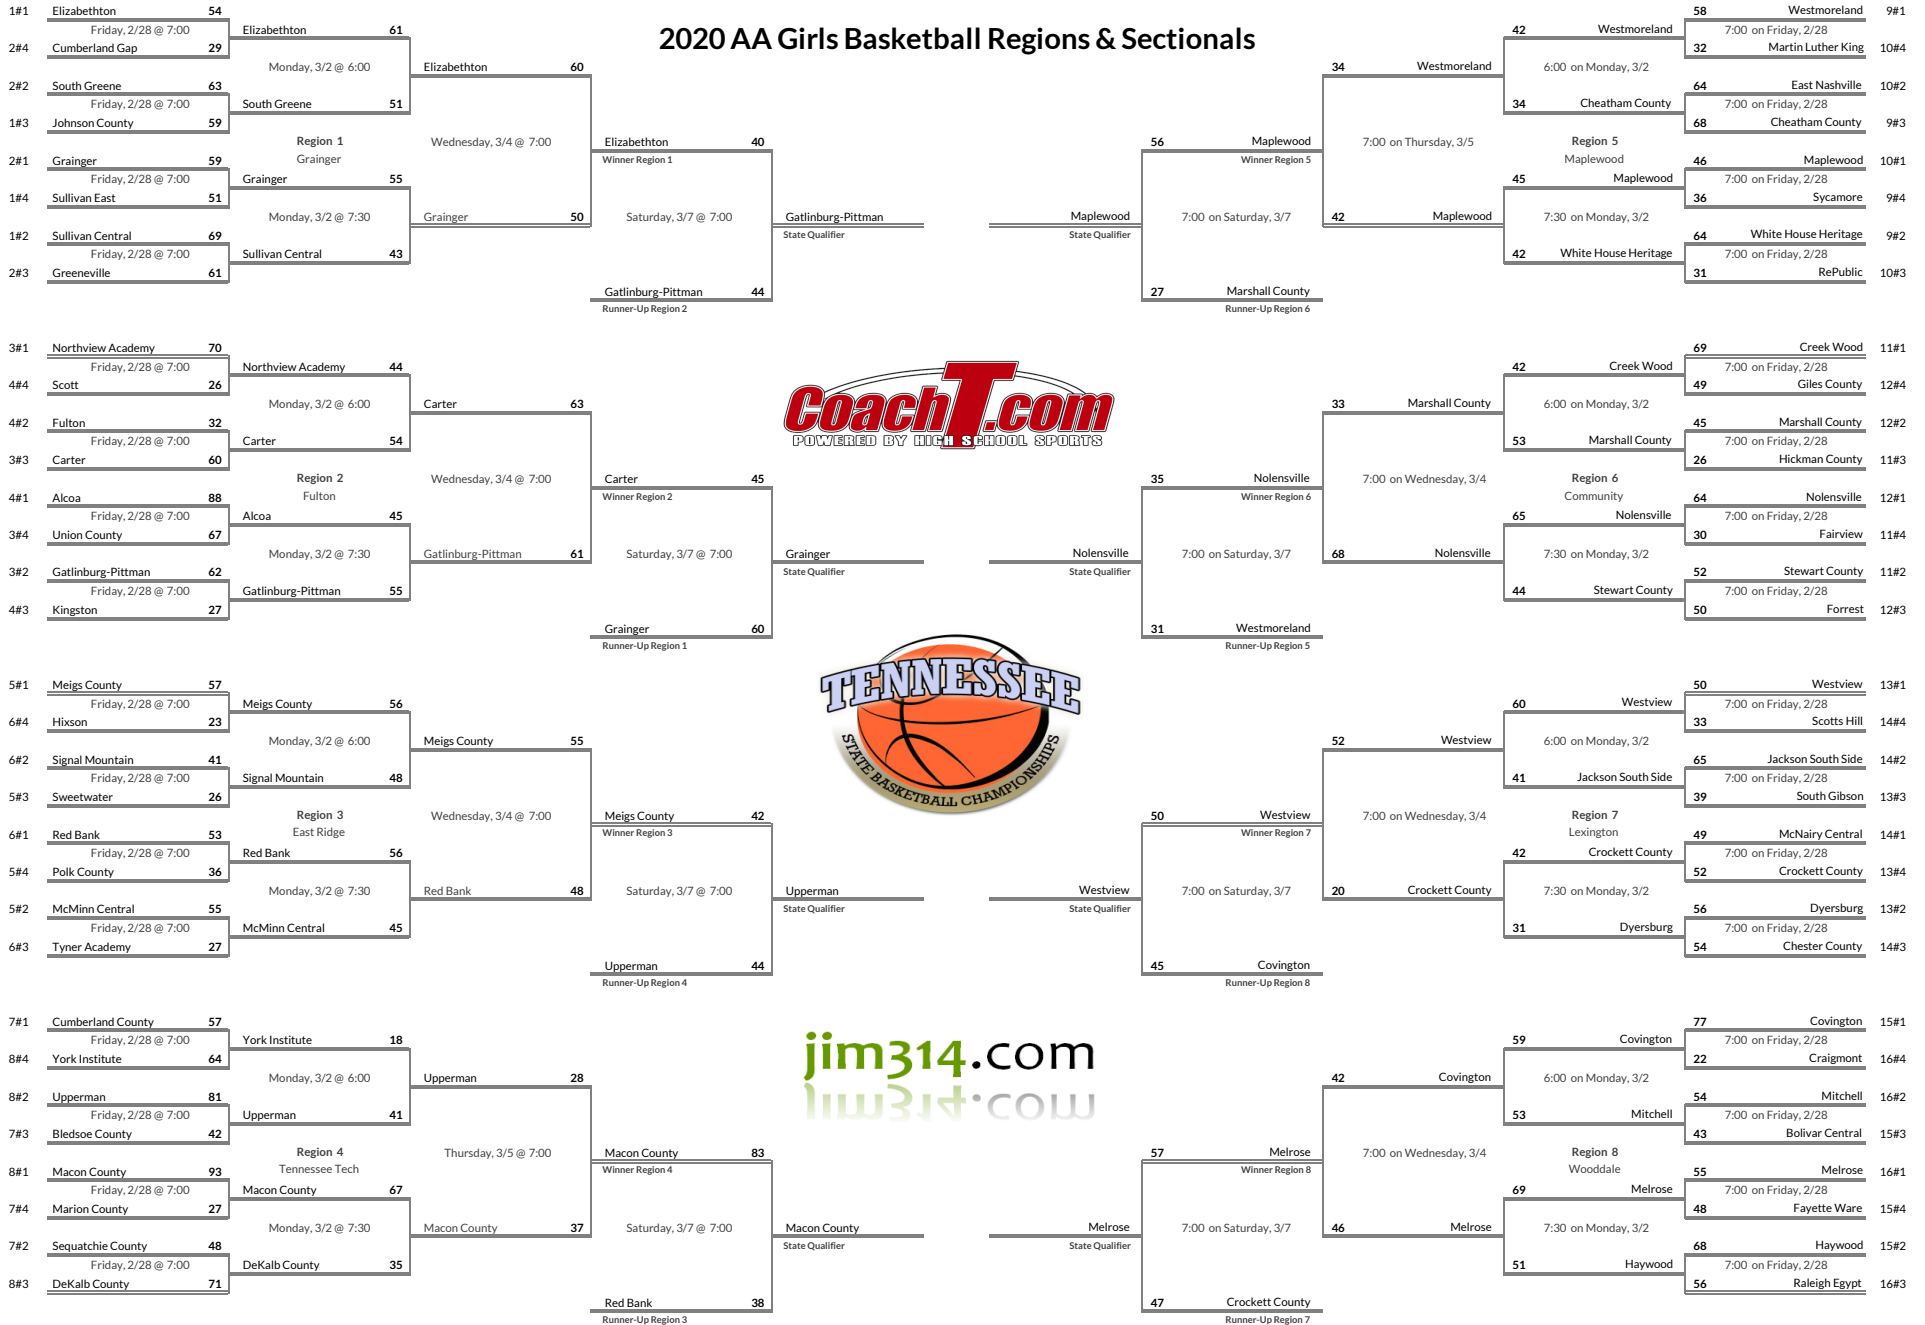 2020 AA Girls Basketball Regions & Sectionals
1#1 Elizabethton 54
Friday, 2/28 @ 7:00
2#4 Cumberland Gap 29
2#2 South Greene 63
Friday, 2/28 @ 7:00
1#3 Johnson County 59
2#1 Grainger 59
Friday, 2/28 @ 7:00
1#4 Sullivan East 51
1#2 Sullivan Central 69
Friday, 2/28 @ 7:00
2#3 Greeneville 61
Elizabethton 61
Monday, 3/2 @ 6:00
South Greene 51
Region 1
Grainger
Grainger 55
Monday, 3/2 @ 7:30
Sullivan Central 43
Elizabethton 60
Wednesday, 3/4 @ 7:00
Grainger 50
Elizabethton 40
Winner Region 1
Saturday, 3/7 @ 7:00
Gatlinburg-Pittman 44
Runner-Up Region 2
Gatlinburg-Pittman
State Qualifier
3#1 Northview Academy 70
Friday, 2/28 @ 7:00
4#4 Scott 26
4#2 Fulton 32
Friday, 2/28 @ 7:00
3#3 Carter 60
4#1 Alcoa 88
Friday, 2/28 @ 7:00
3#4 Union County 67
3#2 Gatlinburg-Pittman 62
Friday, 2/28 @ 7:00
4#3 Kingston 27
Northview Academy 44
Monday, 3/2 @ 6:00
Carter 54
Region 2
Fulton
Alcoa 45
Monday, 3/2 @ 7:30
Gatlinburg-Pittman 55
Carter 63
Wednesday, 3/4 @ 7:00
Gatlinburg-Pittman 61
Carter 45
Winner Region 2
Saturday, 3/7 @ 7:00
Grainger 60
Runner-Up Region 1
Grainger
State Qualifier
5#1 Meigs County 57
Friday, 2/28 @ 7:00
6#4 Hixson 23
6#2 Signal Mountain 41
Friday, 2/28 @ 7:00
5#3 Sweetwater 26
6#1 Red Bank 53
Friday, 2/28 @ 7:00
5#4 Polk County 36
5#2 McMinn Central 55
Friday, 2/28 @ 7:00
6#3 Tyner Academy 27
Meigs County 56
Monday, 3/2 @ 6:00
Signal Mountain 48
Region 3
East Ridge
Red Bank 56
Monday, 3/2 @ 7:30
McMinn Central 45
Meigs County 55
Wednesday, 3/4 @ 7:00
Red Bank 48
Meigs County 42
Winner Region 3
Saturday, 3/7 @ 7:00
Upperman 44
Runner-Up Region 4
Upperman
State Qualifier
7#1 Cumberland County 57
Friday, 2/28 @ 7:00
8#4 York Institute 64
8#2 Upperman 81
Friday, 2/28 @ 7:00
7#3 Bledsoe County 42
8#1 Macon County 93
Friday, 2/28 @ 7:00
7#4 Marion County 27
7#2 Sequatchie County 48
Friday, 2/28 @ 7:00
8#3 DeKalb County 71
York Institute 18
Monday, 3/2 @ 6:00
Upperman 41
Region 4
Tennessee Tech
Macon County 67
Monday, 3/2 @ 7:30
DeKalb County 35
Upperman 28
Thursday, 3/5 @ 7:00
Macon County 37
Macon County 83
Winner Region 4
Saturday, 3/7 @ 7:00
Red Bank 38
Runner-Up Region 3
Macon County
State Qualifier
CoachT.com
POWERED BY HIGH SCHOOL SPORTS
TENNESSEE
STATE BASKETBALL CHAMPIONSHIPS
jim314.com
58 Westmoreland 9#1
7:00 on Friday, 2/28
32 Martin Luther King 10#4
64 East Nashville 10#2
7:00 on Friday, 2/28
68 Cheatham County 9#3
46 Maplewood 10#1
7:00 on Friday, 2/28
36 Sycamore 9#4
64 White House Heritage 9#2
7:00 on Friday, 2/28
31 RePublic 10#3
42 Westmoreland
6:00 on Monday, 3/2
34 Cheatham County
Region 5
Maplewood
45 Maplewood
7:30 on Monday, 3/2
42 White House Heritage
34 Westmoreland
7:00 on Thursday, 3/5
42 Maplewood
56 Maplewood
Winner Region 5
7:00 on Saturday, 3/7
27 Marshall County
Runner-Up Region 6
Maplewood
State Qualifier
69 Creek Wood 11#1
7:00 on Friday, 2/28
49 Giles County 12#4
45 Marshall County 12#2
7:00 on Friday, 2/28
26 Hickman County 11#3
64 Nolensville 12#1
7:00 on Friday, 2/28
30 Fairview 11#4
52 Stewart County 11#2
7:00 on Friday, 2/28
50 Forrest 12#3
42 Creek Wood
6:00 on Monday, 3/2
53 Marshall County
Region 6
Community
65 Nolensville
7:30 on Monday, 3/2
44 Stewart County
33 Marshall County
7:00 on Wednesday, 3/4
68 Nolensville
35 Nolensville
Winner Region 6
7:00 on Saturday, 3/7
31 Westmoreland
Runner-Up Region 5
Nolensville
State Qualifier
50 Westview 13#1
7:00 on Friday, 2/28
33 Scotts Hill 14#4
65 Jackson South Side 14#2
7:00 on Friday, 2/28
39 South Gibson 13#3
49 McNairy Central 14#1
7:00 on Friday, 2/28
52 Crockett County 13#4
56 Dyersburg 13#2
7:00 on Friday, 2/28
54 Chester County 14#3
60 Westview
6:00 on Monday, 3/2
41 Jackson South Side
Region 7
Lexington
42 Crockett County
7:30 on Monday, 3/2
31 Dyersburg
52 Westview
7:00 on Wednesday, 3/4
20 Crockett County
50 Westview
Winner Region 7
7:00 on Saturday, 3/7
45 Covington
Runner-Up Region 8
Westview
State Qualifier
77 Covington 15#1
7:00 on Friday, 2/28
22 Craigmont 16#4
54 Mitchell 16#2
7:00 on Friday, 2/28
43 Bolivar Central 15#3
55 Melrose 16#1
7:00 on Friday, 2/28
48 Fayette Ware 15#4
68 Haywood 15#2
7:00 on Friday, 2/28
56 Raleigh Egypt 16#3
59 Covington
6:00 on Monday, 3/2
53 Mitchell
Region 8
Wooddale
69 Melrose
7:30 on Monday, 3/2
51 Haywood
42 Covington
7:00 on Wednesday, 3/4
46 Melrose
57 Melrose
Winner Region 8
7:00 on Saturday, 3/7
47 Crockett County
Runner-Up Region 7
Melrose
State Qualifier